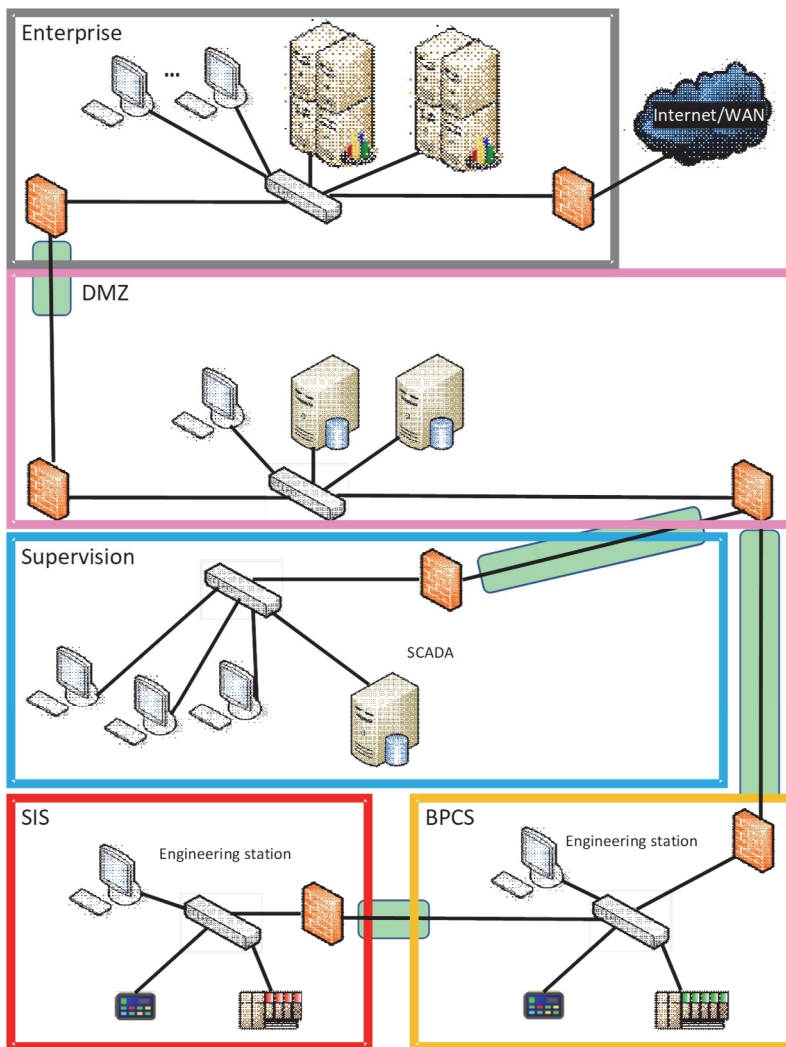 Enterprise
...
Internet/WAN
DMZ
Supervision
SCADA
SIS
Engineering station
BPCS
Engineering station